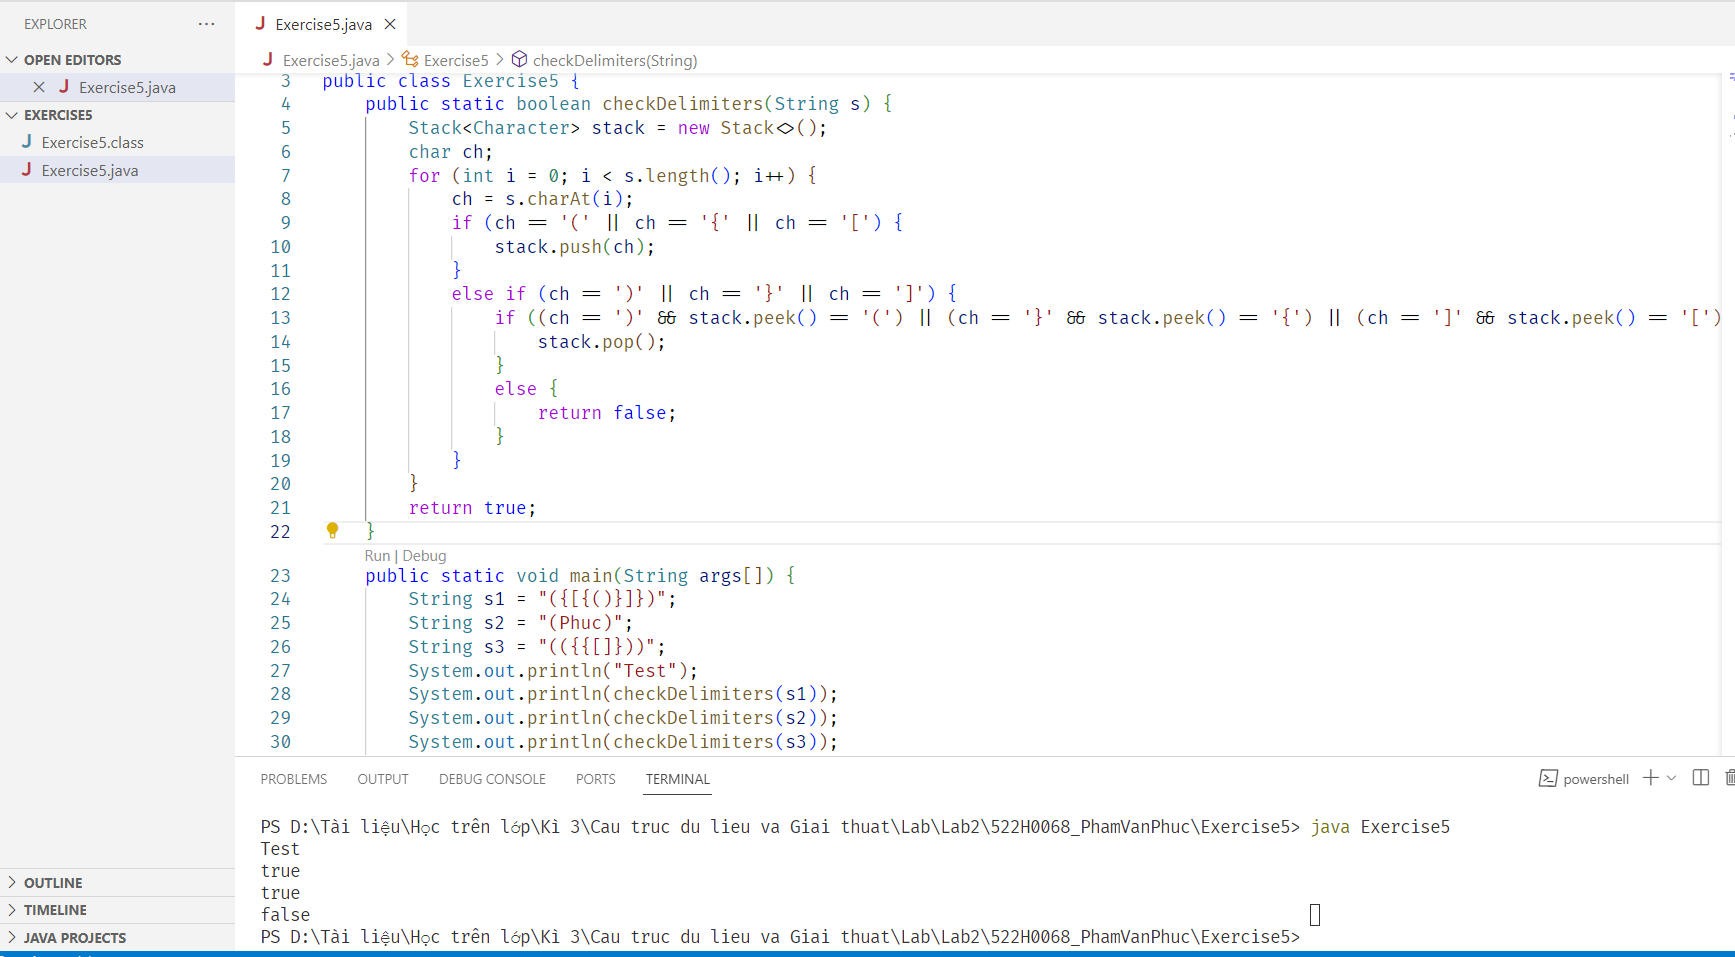 EXPLORER
···
Exercise5.java
OPEN EDITORS
Exercise5.java
EXERCISE5
Exercise5.class
Exercise5.java
Exercise5.java > Exercise5 > checkDelimiters(String)
3 public class Exercise5 {
4 public static boolean checkDelimiters(String s) {
5 Stack<Character> stack = new Stack<>();
6 char ch;
7 for (int i = 0; i < s.length(); i++) {
8 ch = s.charAt(i);
9 if (ch == '(' || ch == '{' || ch == '[') {
10 stack.push(ch);
11 }
12 else if (ch == ')' || ch == '}' || ch == ']') {
13 if ((ch == ')' && stack.peek() == '(') || (ch == '}' && stack.peek() == '{') || (ch == ']' && stack.peek() == '[')
14 stack.pop();
15 }
16 else {
17 return false;
18 }
19 }
20 }
21 return true;
22 }
Run | Debug
23 public static void main(String args[]) {
24 String s1 = "({[{()}]})";
25 String s2 = "(Phuc)";
26 String s3 = "(({{[]}))";
27 System.out.println("Test");
28 System.out.println(checkDelimiters(s1));
29 System.out.println(checkDelimiters(s2));
30 System.out.println(checkDelimiters(s3));
PROBLEMS OUTPUT DEBUG CONSOLE PORTS TERMINAL
powershell
PS D:\Tài liệu\Học trên lớp\Kì 3\Cau truc du lieu va Giai thuat\Lab\Lab2\522H0068_PhamVanPhuc\Exercise5> java Exercise5
Test
true
true
false
PS D:\Tài liệu\Học trên lớp\Kì 3\Cau truc du lieu va Giai thuat\Lab\Lab2\522H0068_PhamVanPhuc\Exercise5>
OUTLINE
TIMELINE
JAVA PROJECTS